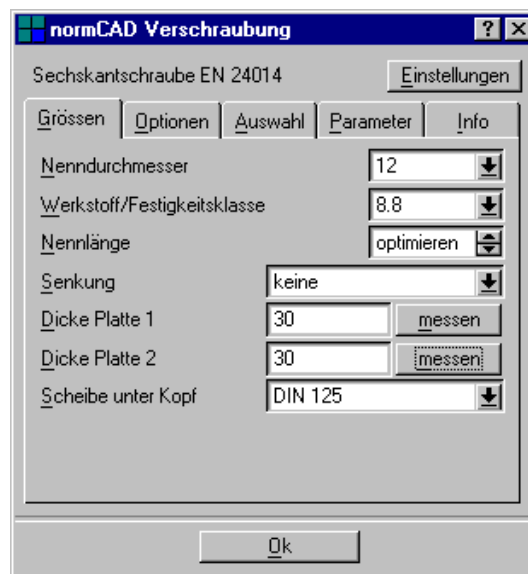 normCAD Verschraubung
Sechskantschraube EN 24014 Einstellungen
Grössen Optionen Auswahl Parameter Info
Nenndurchmesser 12
Werkstoff/Festigkeitsklasse 8.8
Nennlänge optimieren
Senkung keine
Dicke Platte 1 30 messen
Dicke Platte 2 30 messen
Scheibe unter Kopf DIN 125
Ok